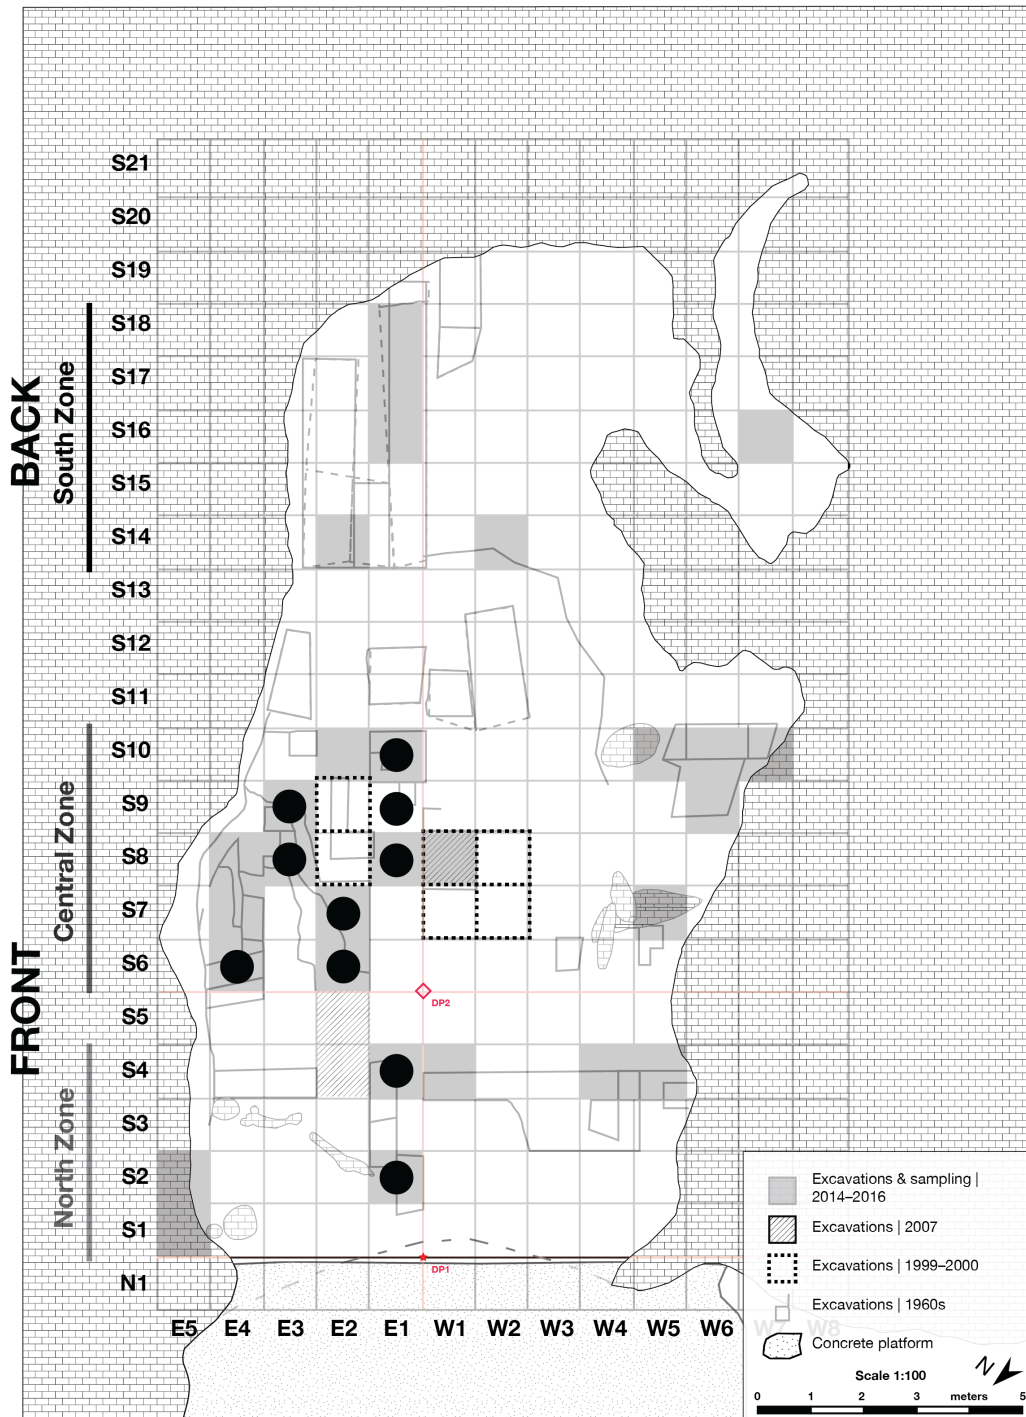 S21
S20
S19
S18
S17
S16
S15
S14
S13
S12
S11
S10
S9
S8
S7
S6
S5
S4
S3
S2
S1
N1
BACK
South Zone
FRONT
Central Zone
North Zone
DP2
DP1
E5 E4 E3 E2 E1 W1 W2 W3 W4 W5 W6 W7 W8
Excavations & sampling |
2014–2016
Excavations | 2007
Excavations | 1999–2000
Excavations | 1960s
Concrete platform
N
Scale 1:100
0 1 2 3 meters 5